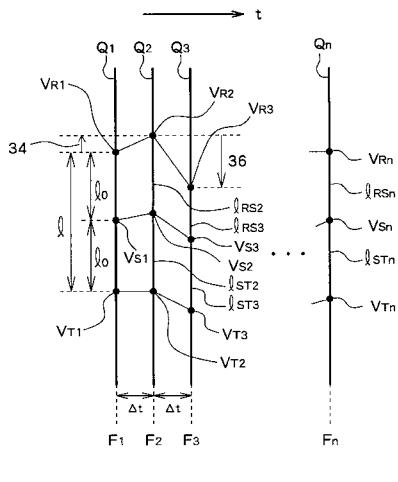 t
Q1 Q2 Q3 Qn
VR1 VR2 VR3
34 36
VRn
ℓ ℓ0 ℓ0
ℓRS2
ℓRS3
ℓRSn
VS1 VS2 VS3 VSn
. . .
ℓST2
ℓST3
ℓSTn
VT1 VT2 VT3 VTn
Δt Δt
F1 F2 F3 Fn